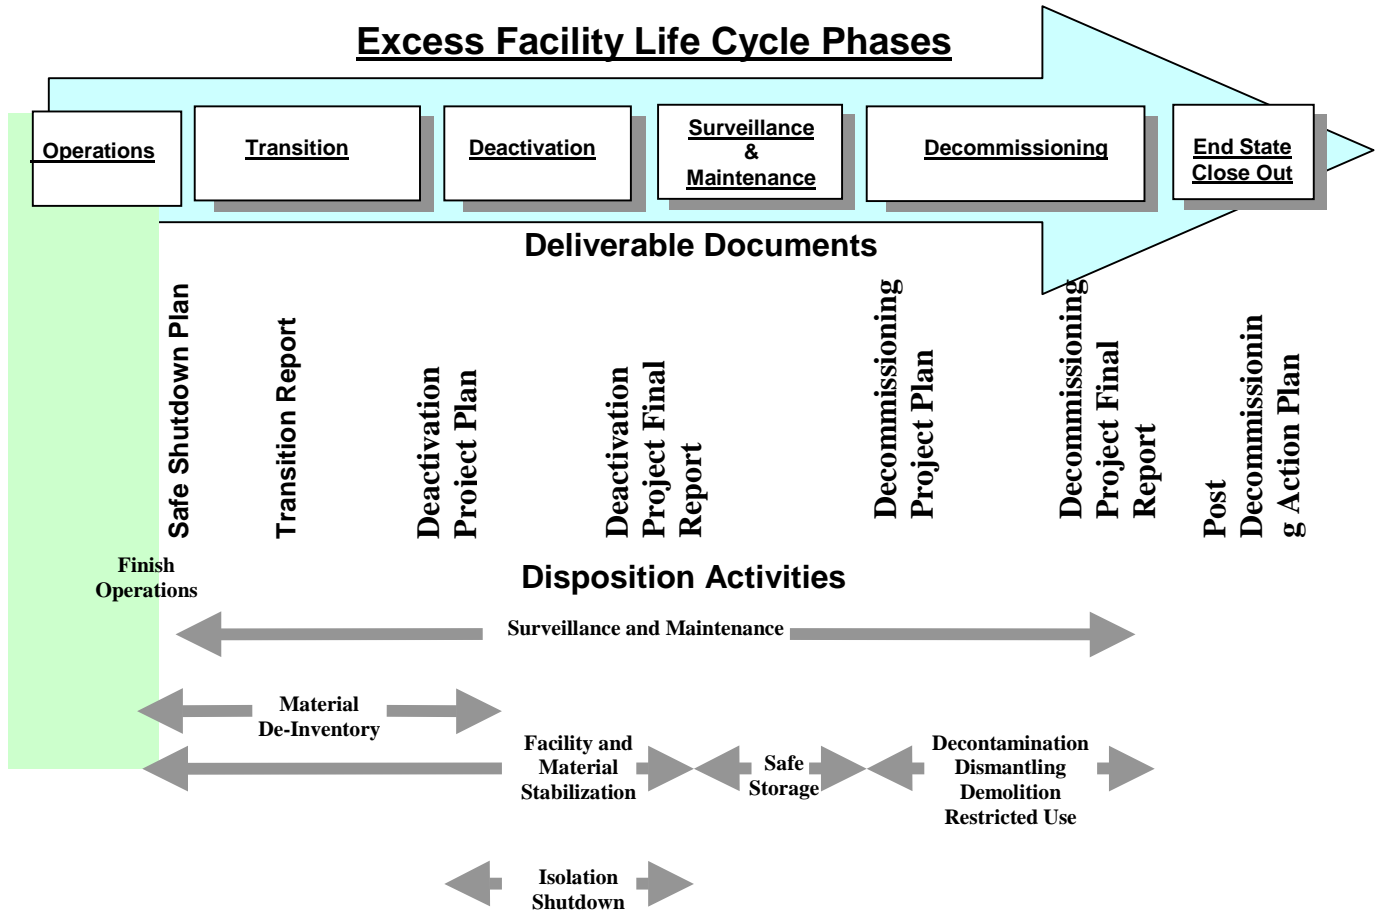 Excess Facility Life Cycle Phases
Operations
Transition
Deactivation
Surveillance
&
Maintenance
Decommissioning
End State
Close Out
Deliverable Documents
Safe Shutdown Plan
Transition Report
Deactivation
Project Plan
Deactivation
Project Final
Report
Decommissioning
Project Plan
Decommissioning
Project Final
Report
Post
Decommissionin
g Action Plan
Finish
Operations
Disposition Activities
Surveillance and Maintenance
Material
De-Inventory
Facility and
Material
Stabilization
Safe
Storage
Decontamination
Dismantling
Demolition
Restricted Use
Isolation
Shutdown